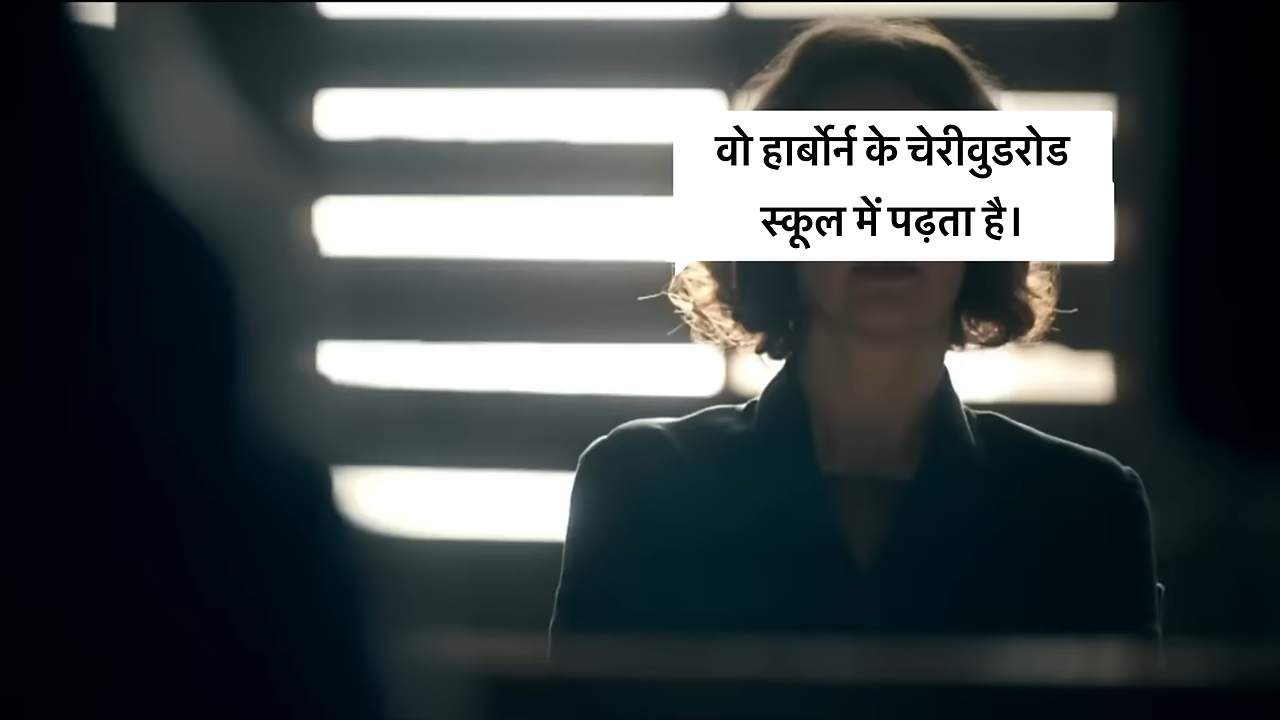 वो हार्बोर्न के चेरीवुडरोड
स्कूल में पढ़ता है।